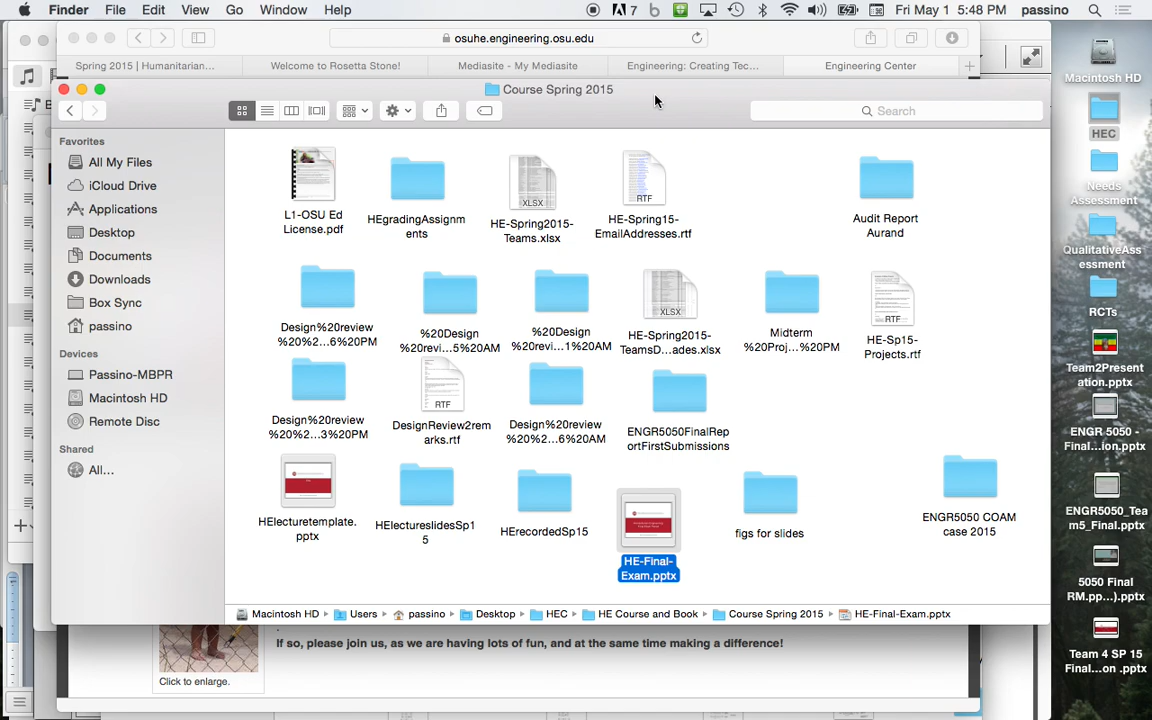 Finder File Edit View Go Window Help
7
Fri May 1 5:48 PM passino
osuhe.engineering.osu.edu
Spring 2015 | Humanitarian...
Welcome to Rosetta Stone!
Mediasite - My Mediasite
Engineering: Creating Tec...
Engineering Center
Course Spring 2015
Search
Favorites
All My Files
iCloud Drive
Applications
Desktop
Documents
Downloads
Box Sync
passino
Devices
Passino-MBPR
Macintosh HD
Remote Disc
Shared
All...
L1-OSU Ed
License.pdf
HEgradingAssignm
ents
XLSX
HE-Spring2015-
Teams.xlsx
RTF
HE-Spring15-
EmailAddresses.rtf
Audit Report
Aurand
Design%20review
%20%2...6%20PM
%20Design
%20revi...5%20AM
%20Design
%20revi...1%20AM
XLSX
HE-Spring2015-
TeamsD...ades.xlsx
Midterm
%20Proj...%20PM
RTF
HE-Sp15-
Projects.rtf
Design%20review
%20%2...3%20PM
RTF
DesignReview2rem
arks.rtf
Design%20review
%20%2...6%20AM
ENGR5050FinalRep
ortFirstSubmissions
HElecturetemplate.
pptx
HElectureslidesSp1
5
HErecordedSp15
HE-Final-
Exam.pptx
figs for slides
ENGR5050 COAM
case 2015
Macintosh HD
Users
passino
Desktop
HEC
HE Course and Book
Course Spring 2015
HE-Final-Exam.pptx
If so, please join us, as we are having lots of fun, and at the same time making a difference!
Click to enlarge.
Macintosh HD
HEC
Needs
Assessment
QualitativeAss
essment
RCTs
Team2Present
ation.pptx
ENGR 5050 -
Final...ion.pptx
ENGR5050_Tea
m5_Final.pptx
5050 Final
RM.pp...).pptx
Team 4 SP 15
Final...on .pptx